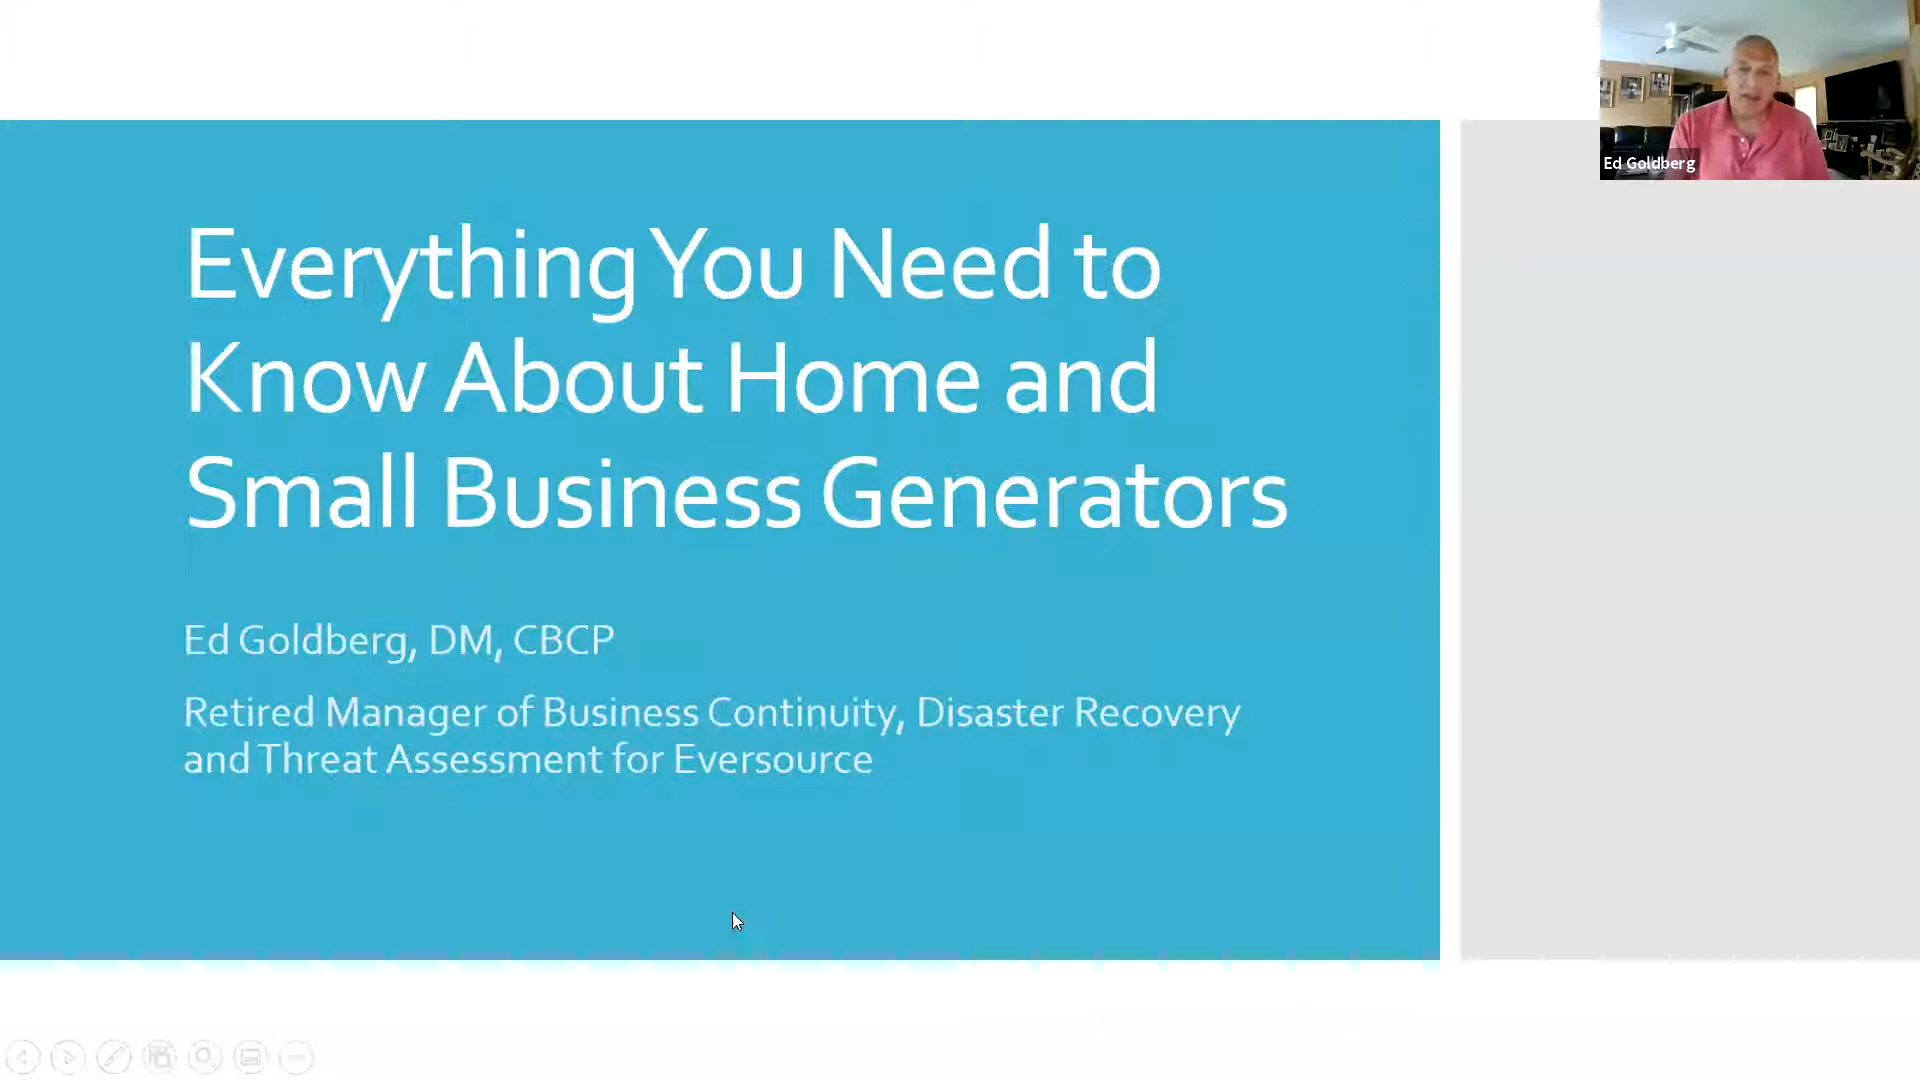 Everything You Need to
Know About Home and
Small Business Generators
Ed Goldberg, DM, CBCP
Retired Manager of Business Continuity, Disaster Recovery
and Threat Assessment for Eversource
Ed Goldberg